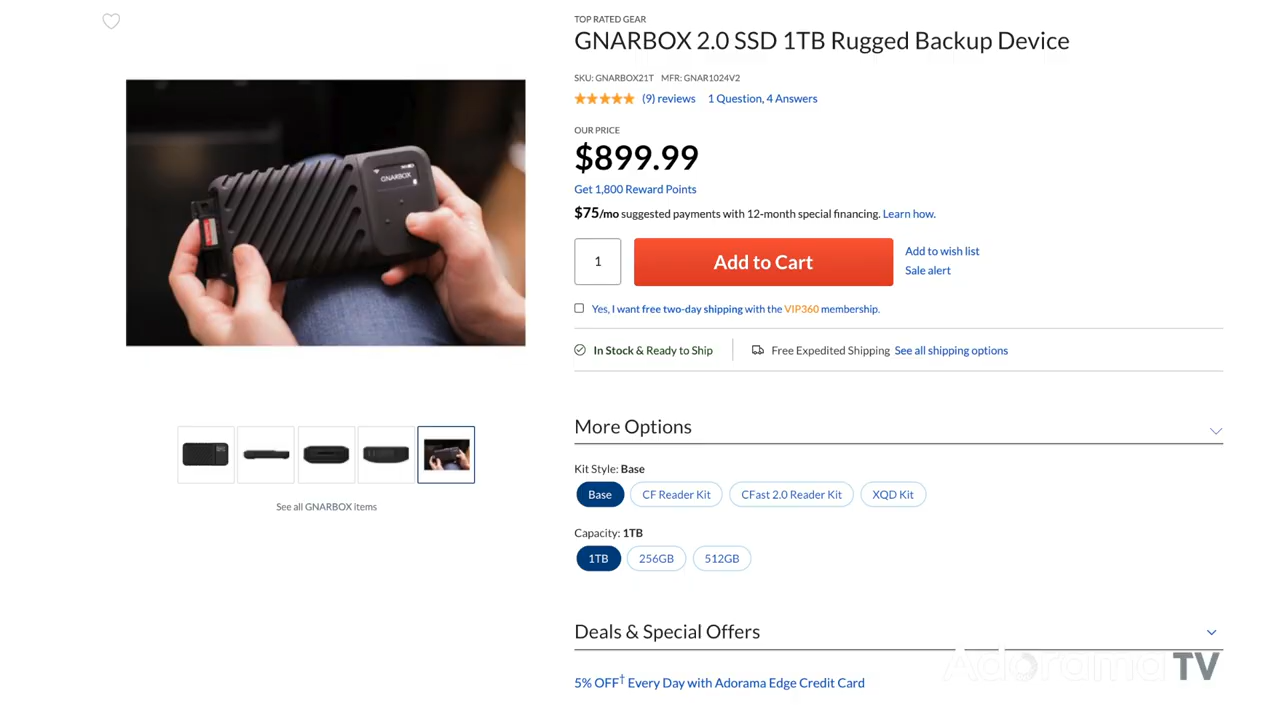 TOP RATED GEAR
GNARBOX 2.0 SSD 1TB Rugged Backup Device
SKU: GNARBOX21T MFR: GNAR1024V2
(9) reviews 1 Question, 4 Answers
OUR PRICE
$899.99
Get 1,800 Reward Points
$75/mo suggested payments with 12-month special financing. Learn how.
1 Add to Cart Add to wish list
Sale alert
Yes, I want free two-day shipping with the VIP360 membership.
In Stock & Ready to Ship Free Expedited Shipping See all shipping options
GNARBOX
More Options
Kit Style: Base
Base CF Reader Kit CFast 2.0 Reader Kit XQD Kit
See all GNARBOX items
Capacity: 1TB
1TB 256GB 512GB
Deals & Special Offers
5% OFF† Every Day with Adorama Edge Credit Card
Adorama TV